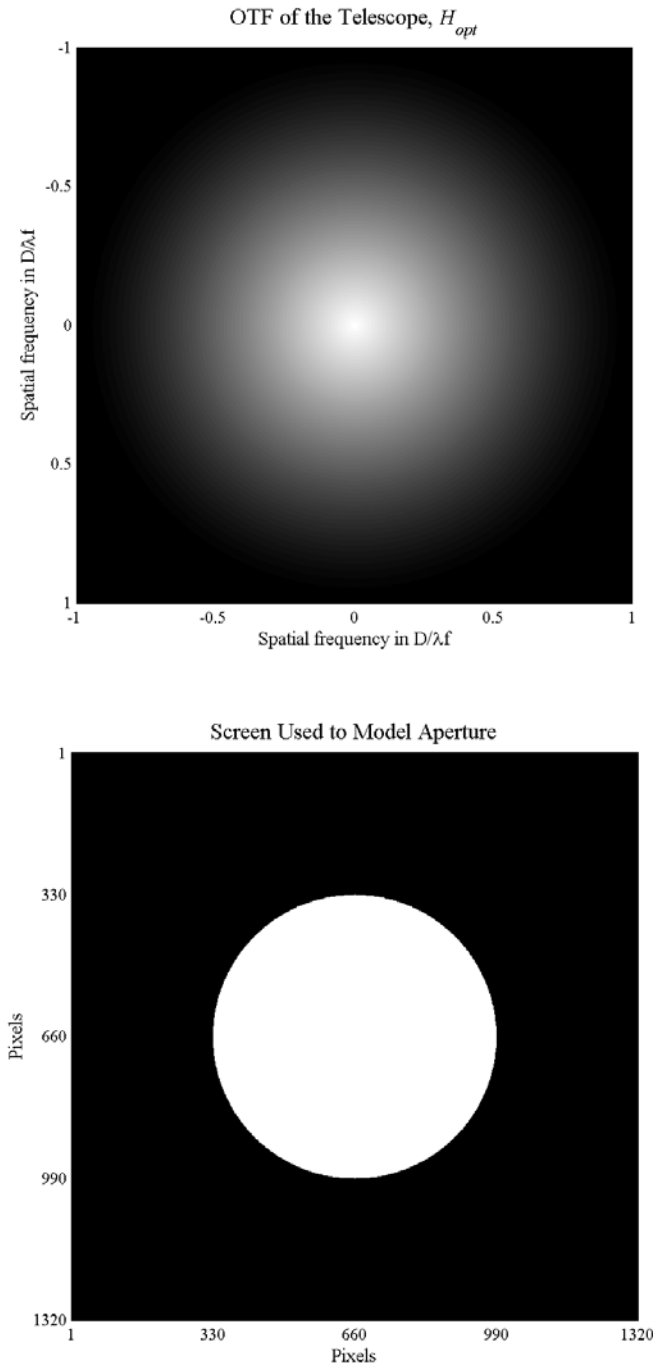 OTF of the Telescope, H_opt
-1
-0.5
Spatial frequency in D/λf
0
0.5
1
-1 -0.5 0 0.5 1
Spatial frequency in D/λf
Screen Used to Model Aperture
1
330
Pixels
660
990
1320
1 330 660 990 1320
Pixels